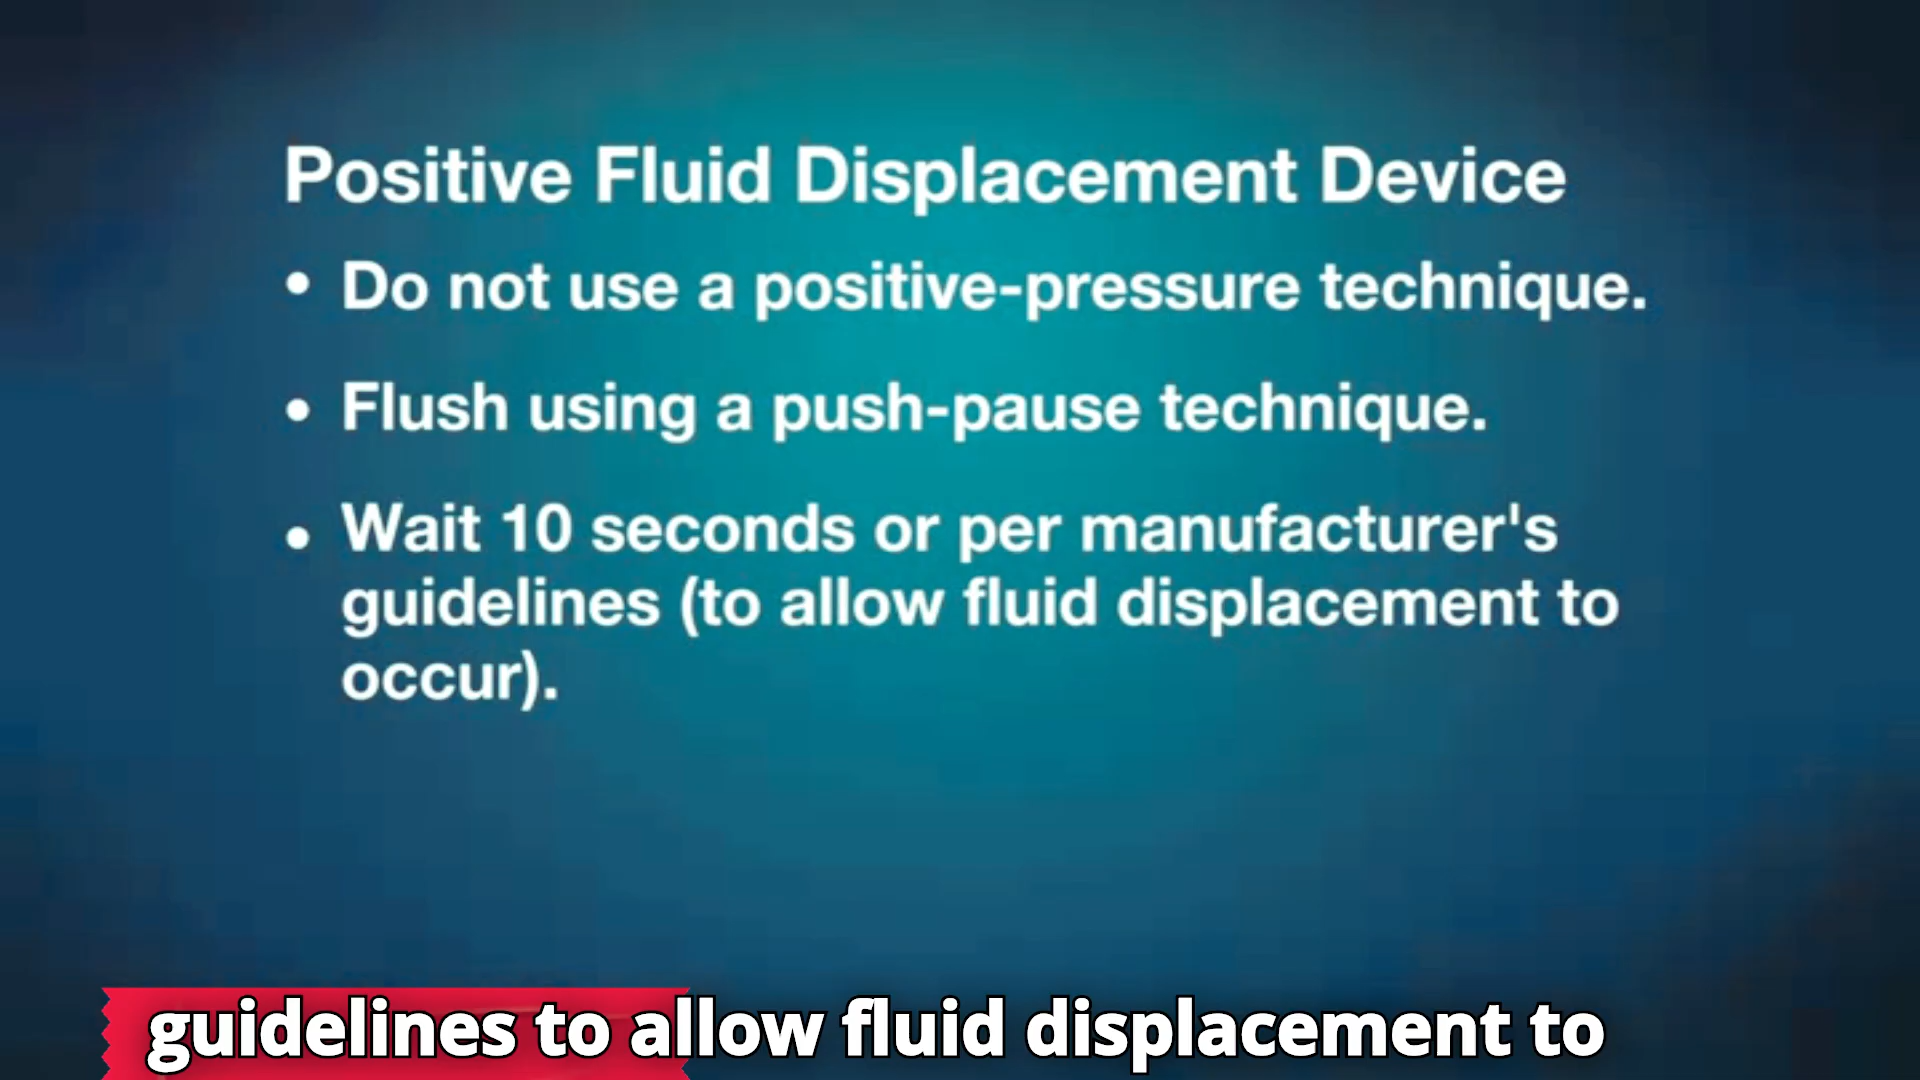 Positive Fluid Displacement Device
• Do not use a positive-pressure technique.
• Flush using a push-pause technique.
• Wait 10 seconds or per manufacturer's
guidelines (to allow fluid displacement to
occur).
guidelines to allow fluid displacement to